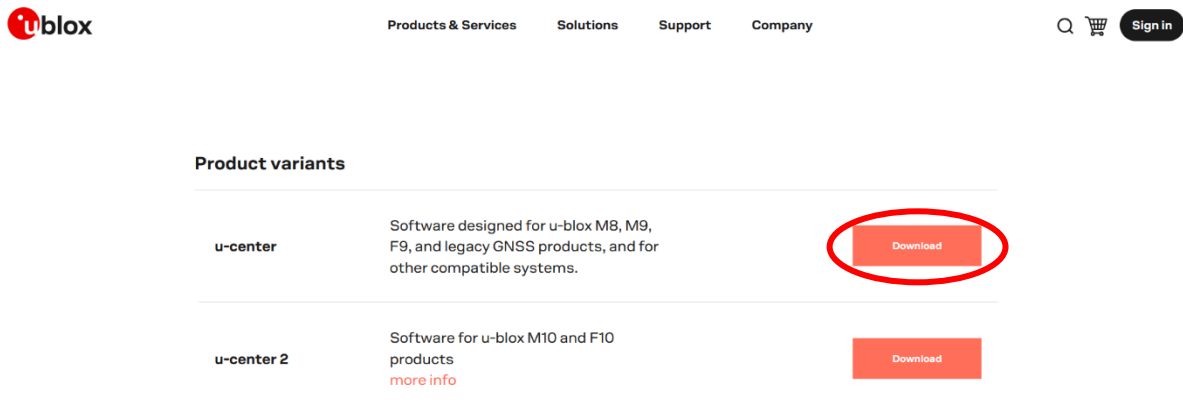 ublox
Products & Services
Solutions
Support
Company
Sign in
Product variants
u-center
Software designed for u-blox M8, M9,
F9, and legacy GNSS products, and for
other compatible systems.
Download
u-center 2
Software for u-blox M10 and F10
products
more info
Download